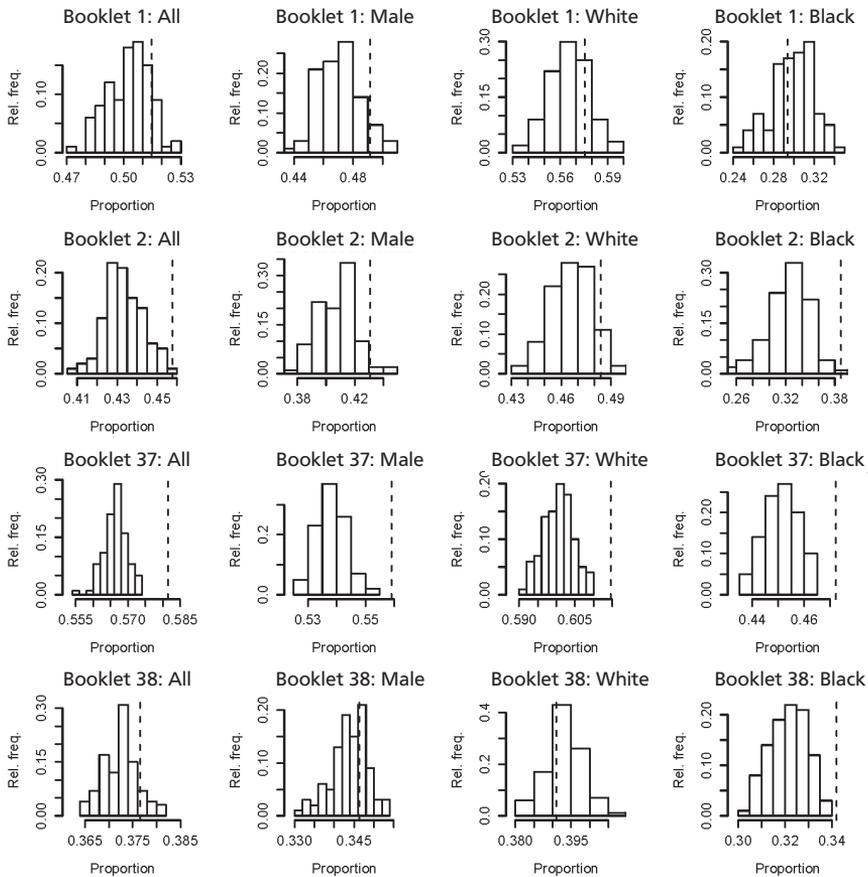 Booklet 1: All
Rel. freq.
0.00 0.10
0.47 0.50 0.53
Proportion
Booklet 1: Male
Rel. freq.
0.00 0.10 0.20
0.44 0.48
Proportion
Booklet 1: White
Rel. freq.
0.00 0.15 0.30
0.53 0.56 0.59
Proportion
Booklet 1: Black
Rel. freq.
0.00 0.10 0.20
0.24 0.28 0.32
Proportion
Booklet 2: All
Rel. freq.
0.00 0.10 0.20
0.41 0.43 0.45
Proportion
Booklet 2: Male
Rel. freq.
0.00 0.15 0.30
0.38 0.42
Proportion
Booklet 2: White
Rel. freq.
0.00 0.10 0.20
0.43 0.46 0.49
Proportion
Booklet 2: Black
Rel. freq.
0.00 0.15 0.30
0.26 0.32 0.38
Proportion
Booklet 37: All
Rel. freq.
0.00 0.15 0.30
0.555 0.570 0.585
Proportion
Booklet 37: Male
Rel. freq.
0.0 0.2
0.53 0.55
Proportion
Booklet 37: White
Rel. freq.
0.00 0.10 0.20
0.590 0.605
Proportion
Booklet 37: Black
Rel. freq.
0.00 0.10 0.20
0.44 0.46
Proportion
Booklet 38: All
Rel. freq.
0.00 0.15 0.30
0.365 0.375 0.385
Proportion
Booklet 38: Male
Rel. freq.
0.00 0.10 0.20
0.330 0.345
Proportion
Booklet 38: White
Rel. freq.
0.0 0.2 0.4
0.380 0.395
Proportion
Booklet 38: Black
Rel. freq.
0.00 0.10 0.20
0.30 0.32 0.34
Proportion